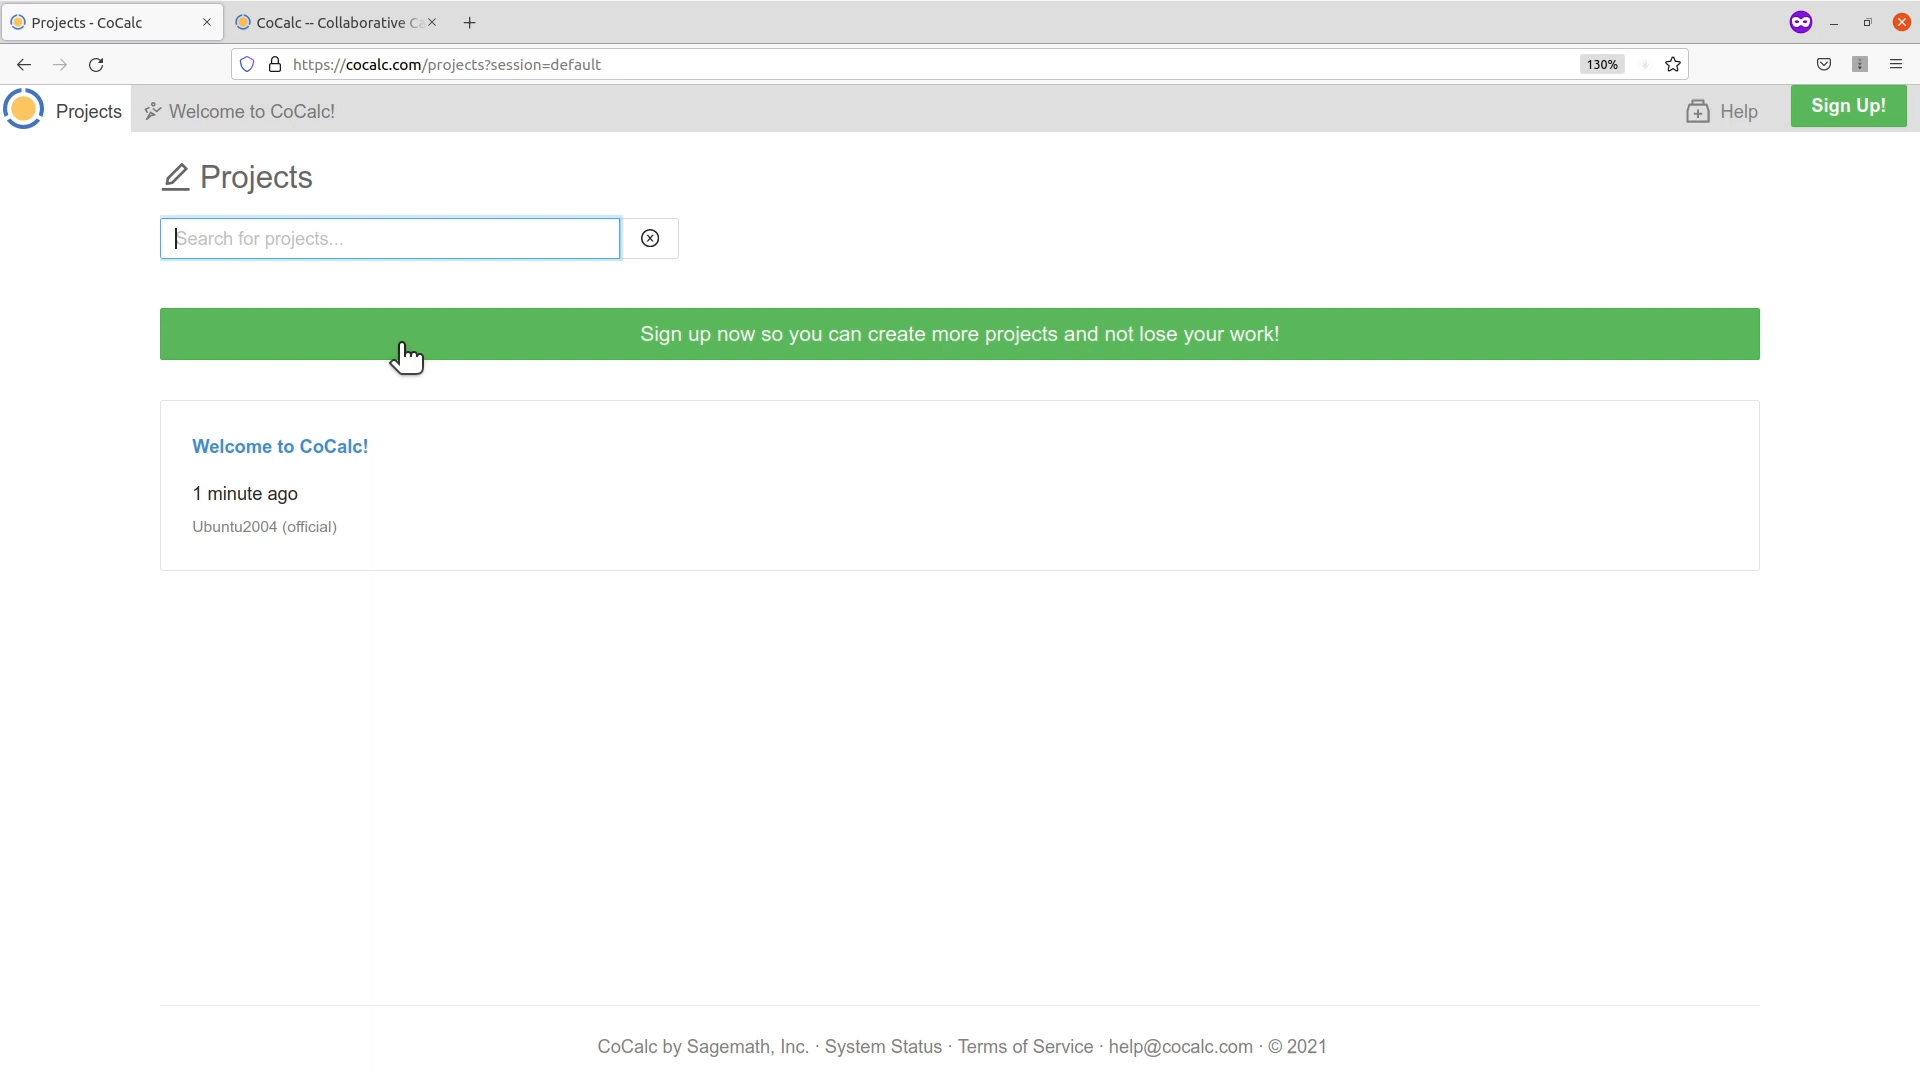 Projects - CoCalc
CoCalc -- Collaborative Ca
https://cocalc.com/projects?session=default
130%
Projects
Welcome to CoCalc!
Help
Sign Up!
Projects
Search for projects...
Sign up now so you can create more projects and not lose your work!
Welcome to CoCalc!
1 minute ago
Ubuntu2004 (official)
CoCalc by Sagemath, Inc. · System Status · Terms of Service · help@cocalc.com · © 2021